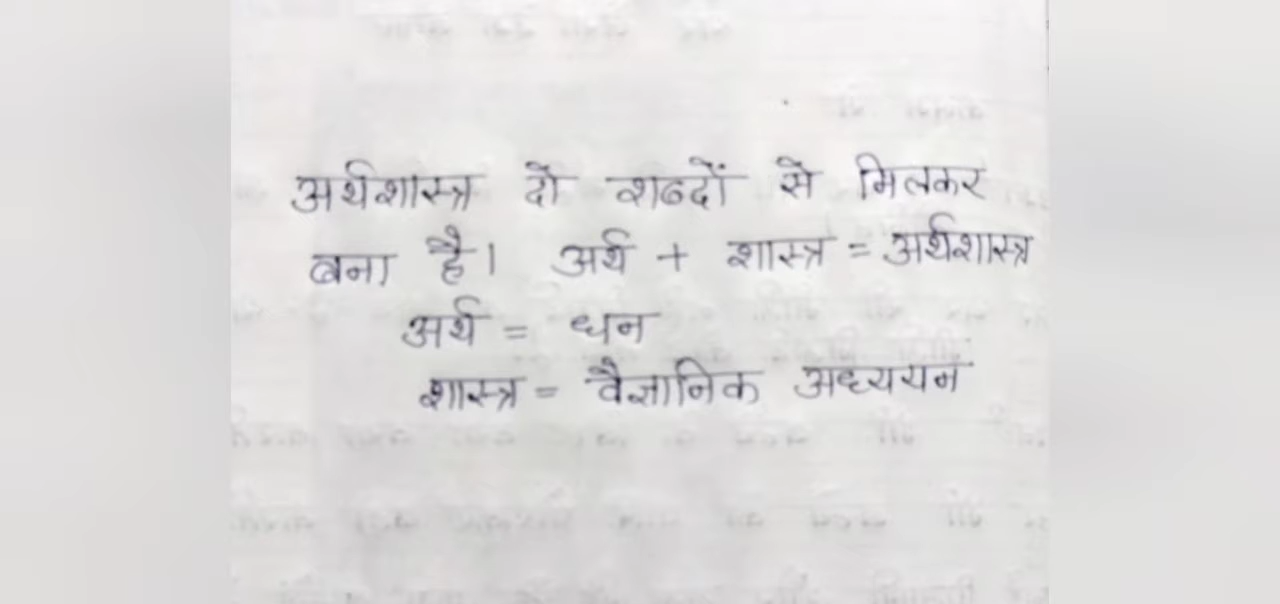 अर्थशास्त्र दो शब्दों से मिलकर
बना है। अर्थ + शास्त्र = अर्थशास्त्र
अर्थ = धन
शास्त्र = वैज्ञानिक अध्ययन